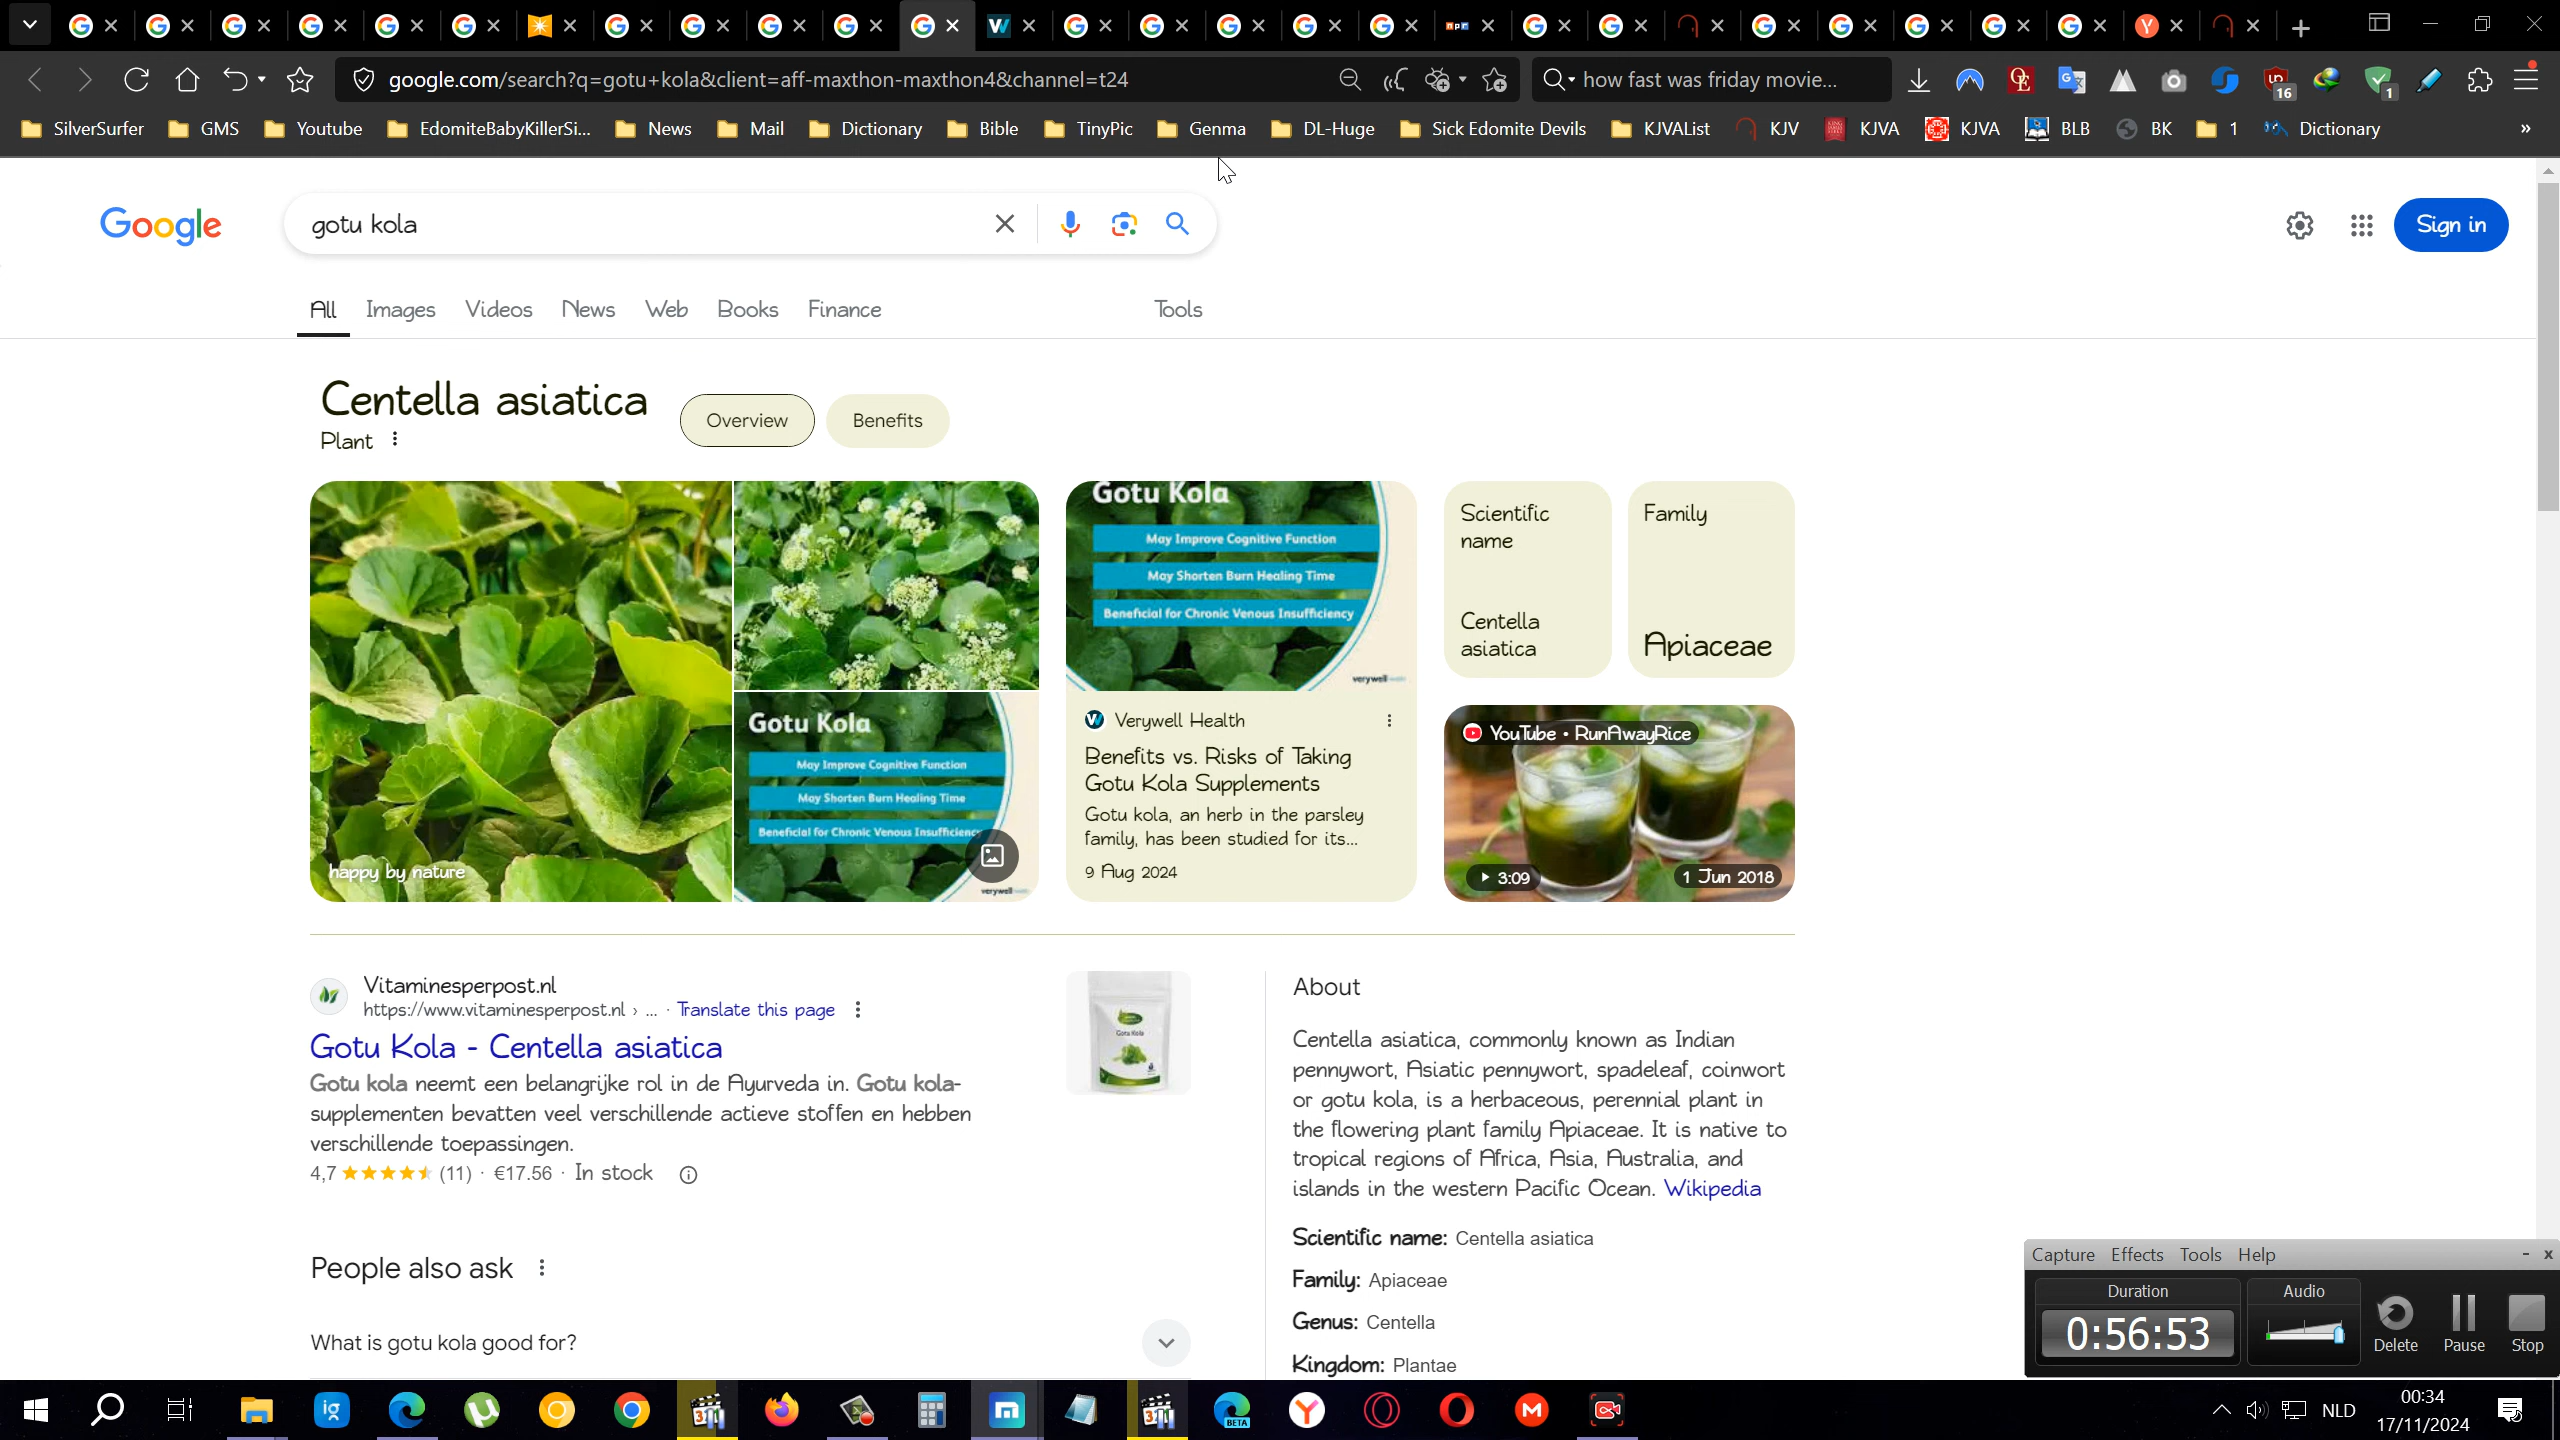 google.com/search?q=gotu+kola&client=aff-maxthon-maxthon4&channel=t24
how fast was friday movie...
16
1
SilverSurfer
GMS
Youtube
EdomiteBabyKillerSi...
News
Mail
Dictionary
Bible
TinyPic
Genma
DL-Huge
Sick Edomite Devils
KJVAList
KJV
KJVA
KJVA
BLB
BK
1
Dictionary
»
Google
gotu kola
Sign in
All
Images
Videos
News
Web
Books
Finance
Tools
Centella asiatica
Plant
Overview
Benefits
happy by nature
Gotu Kola
May Improve Cognitive Function
May Shorten Burn Healing Time
Beneficial for Chronic Venous Insufficiency
Gotu Kola
May Improve Cognitive Function
May Shorten Burn Healing Time
Beneficial for Chronic Venous Insufficiency
verywell
Verywell Health
Benefits vs. Risks of Taking
Gotu Kola Supplements
Gotu kola, an herb in the parsley
family, has been studied for its...
9 Aug 2024
Scientific
name
Centella
asiatica
Family
Apiaceae
YouTube • RunAwayRice
3:09
1 Jun 2018
Vitaminesperpost.nl
https://www.vitaminesperpost.nl › ... · Translate this page
Gotu Kola - Centella asiatica
Gotu kola neemt een belangrijke rol in de Ayurveda in. Gotu kola-
supplementen bevatten veel verschillende actieve stoffen en hebben
verschillende toepassingen.
4,7 (11) · €17.56 · In stock
People also ask
What is gotu kola good for?
About
Centella asiatica, commonly known as Indian
pennywort, Asiatic pennywort, spadeleaf, coinwort
or gotu kola, is a herbaceous, perennial plant in
the flowering plant family Apiaceae. It is native to
tropical regions of Africa, Asia, Australia, and
islands in the western Pacific Ocean. Wikipedia
Scientific name: Centella asiatica
Family: Apiaceae
Genus: Centella
Kingdom: Plantae
Capture Effects Tools Help
Duration
0:56:53
Audio
Delete
Pause
Stop
NLD
00:34
17/11/2024